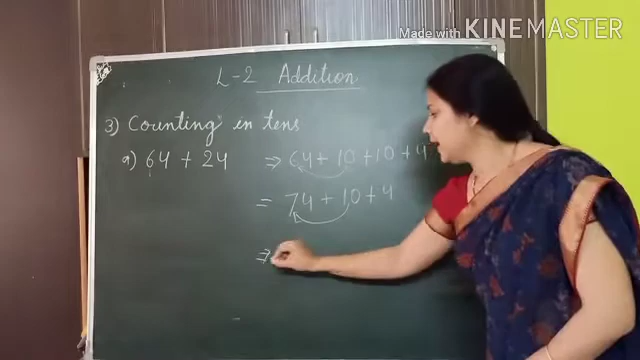 Made with KINEMASTER
L-2 Addition
3) Counting in tens
a) 64 + 24 ⇒ 64 + 10 + 10 + 4
= 74 + 10 + 4
⇒